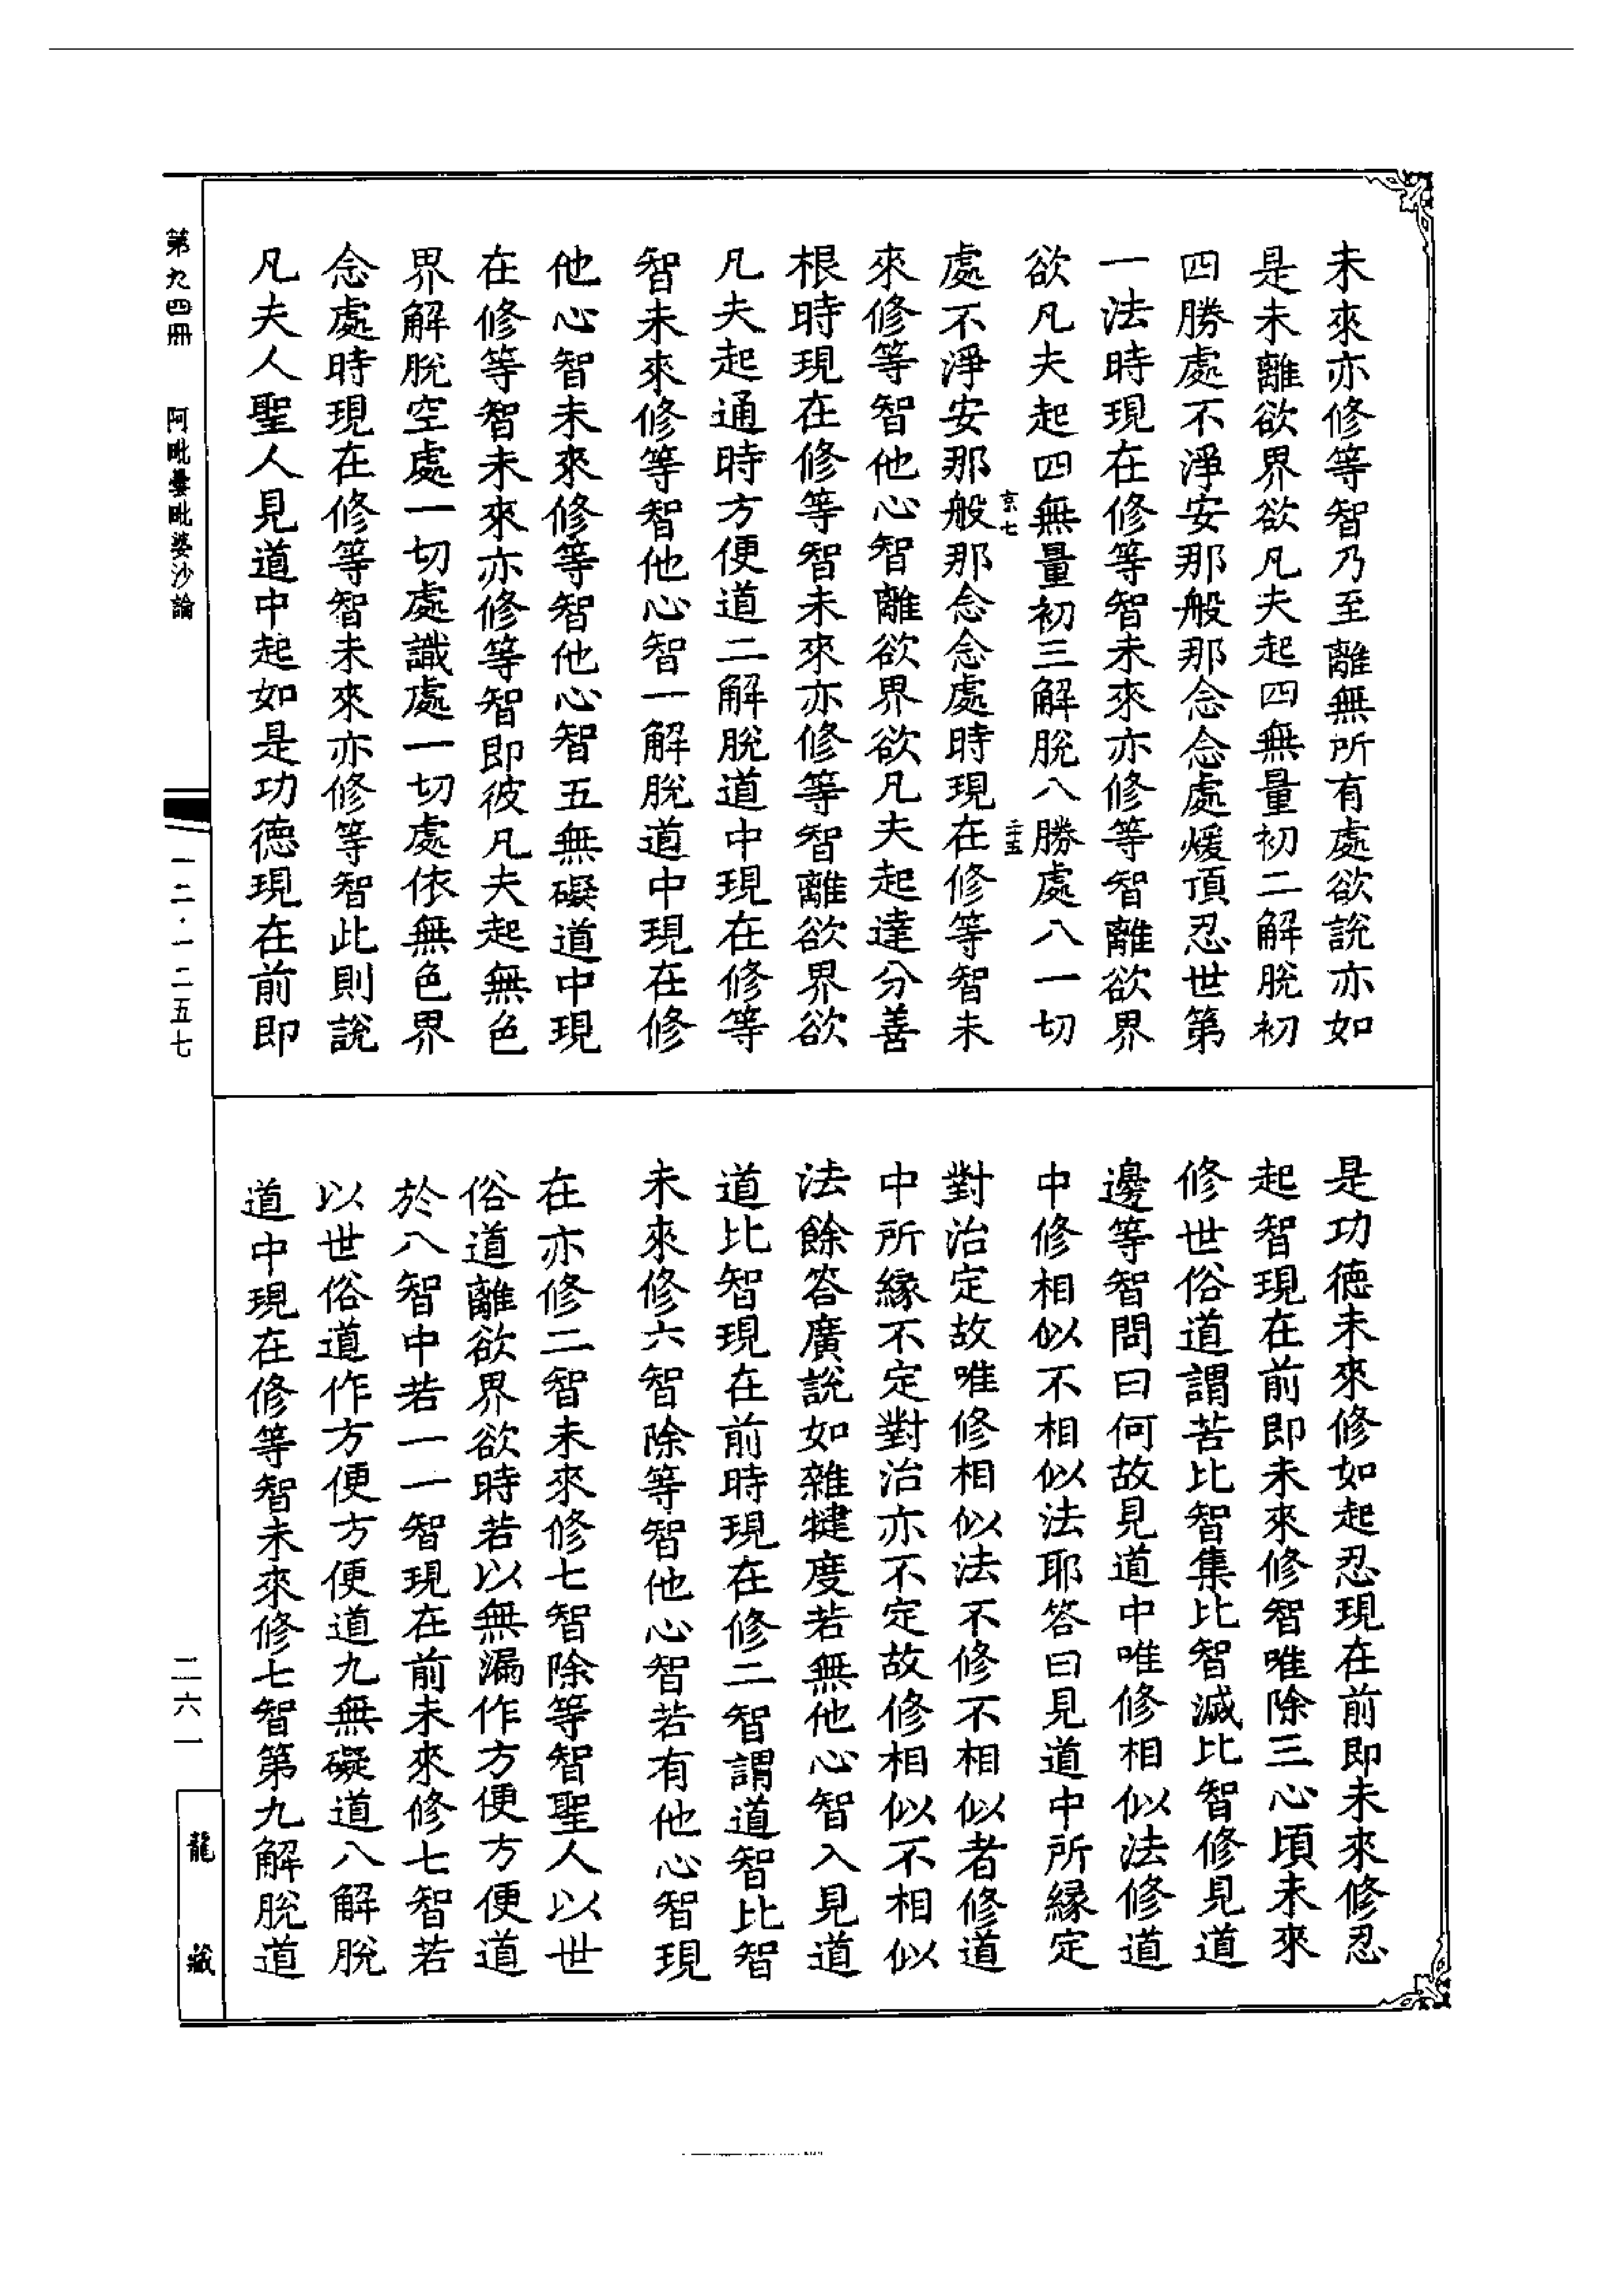 未來亦修等智乃至離無所有處欲說亦如
是未離欲界欲凡夫起四無量初二解脫初
四勝處不淨安那般那念念處煖頂忍世第
一法時現在修等智未來亦修等智離欲界
欲凡夫起四無量初三解脫八勝處八一切
處不淨安那般那念念處時現在修等智未
來修等智他心智離欲界欲凡夫起達分善
根時現在修等智未來亦修等智離欲界欲
凡夫起通時方便道二解脫道中現在修等
智未來修等智他心智一解脫道中現在修
他心智未來修等智他心智五無礙道中現
在修等智未來亦修等智即彼凡夫起無色
界解脫空處一切處識處一切處依無色界
念處時現在修等智未來亦修等智此則說
凡夫人聖人見道中起如是功德現在前即
是功德未來修如起忍現在前即未來修忍
起智現在前即未來修智唯除三心頃未來
修世俗道謂苦比智集比智滅比智修見道
邊等智問曰何故見道中唯修相似法修道
中修相似不相似法耶答曰見道中所緣定
對治定故唯修相似法不修不相似者修道
中所緣不定對治亦不定故修相似不相似
法餘答廣說如雜犍度若無他心智入見道
道比智現在前時現在修二智謂道智比智
未來修六智除等智他心智若有他心智現
在亦修二智未來修七智除等智聖人以世
俗道離欲界欲時若以無漏作方便方便道
於八智中若一一智現在前未來修七智若
以世俗道作方便方便道九無礙道八解脫
道中現在修等智未來修七智第九解脫道
京七
二十五
第九四冊 阿毗曇毗婆沙論
一二·一二五七
二六一
龍藏